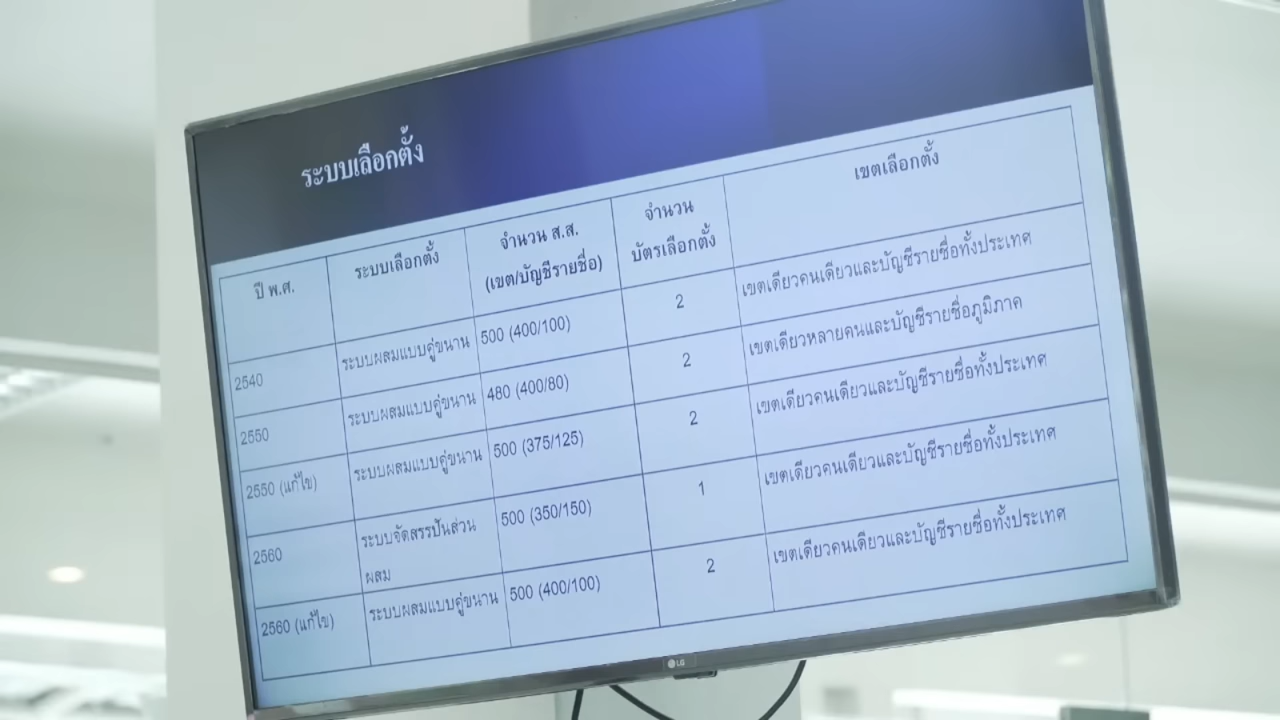 ระบบเลือกตั้ง
ปี พ.ศ. ระบบเลือกตั้ง จำนวน ส.ส. (เขต/บัญชีรายชื่อ) จำนวน บัตรเลือกตั้ง เขตเลือกตั้ง
2540 ระบบผสมแบบคู่ขนาน 500 (400/100) 2 เขตเดียวคนเดียวและบัญชีรายชื่อทั้งประเทศ
2550 ระบบผสมแบบคู่ขนาน 480 (400/80) 2 เขตเดียวหลายคนและบัญชีรายชื่อภูมิภาค
2550 (แก้ไข) ระบบผสมแบบคู่ขนาน 500 (375/125) 2 เขตเดียวคนเดียวและบัญชีรายชื่อทั้งประเทศ
2560 ระบบจัดสรรปันส่วน ผสม 500 (350/150) 1 เขตเดียวคนเดียวและบัญชีรายชื่อทั้งประเทศ
2560 (แก้ไข) ระบบผสมแบบคู่ขนาน 500 (400/100) 2 เขตเดียวคนเดียวและบัญชีรายชื่อทั้งประเทศ
LG